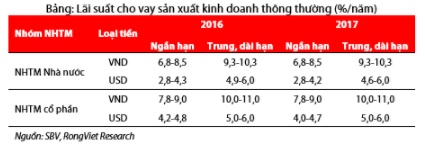 Bảng: Lãi suất cho vay sản xuất kinh doanh thông thường (%/năm)
Nhóm NHTM Loại tiền 2016 2017
Ngắn hạn Trung, dài hạn Ngắn hạn Trung, dài hạn
NHTM Nhà nước VND 6,8-8,5 9,3-10,3 6,8-8,5 9,3-10,3
USD 2,8-4,3 4,9-6,0 2,8-4,2 4,6-6,0
NHTM cổ phần VND 7,8-9,0 10,0-11,0 7,8-9,0 10,0-11,0
USD 4,2-4,8 5,0-6,0 4,0-4,7 5,0-6,0
Nguồn: SBV, RongViet Research